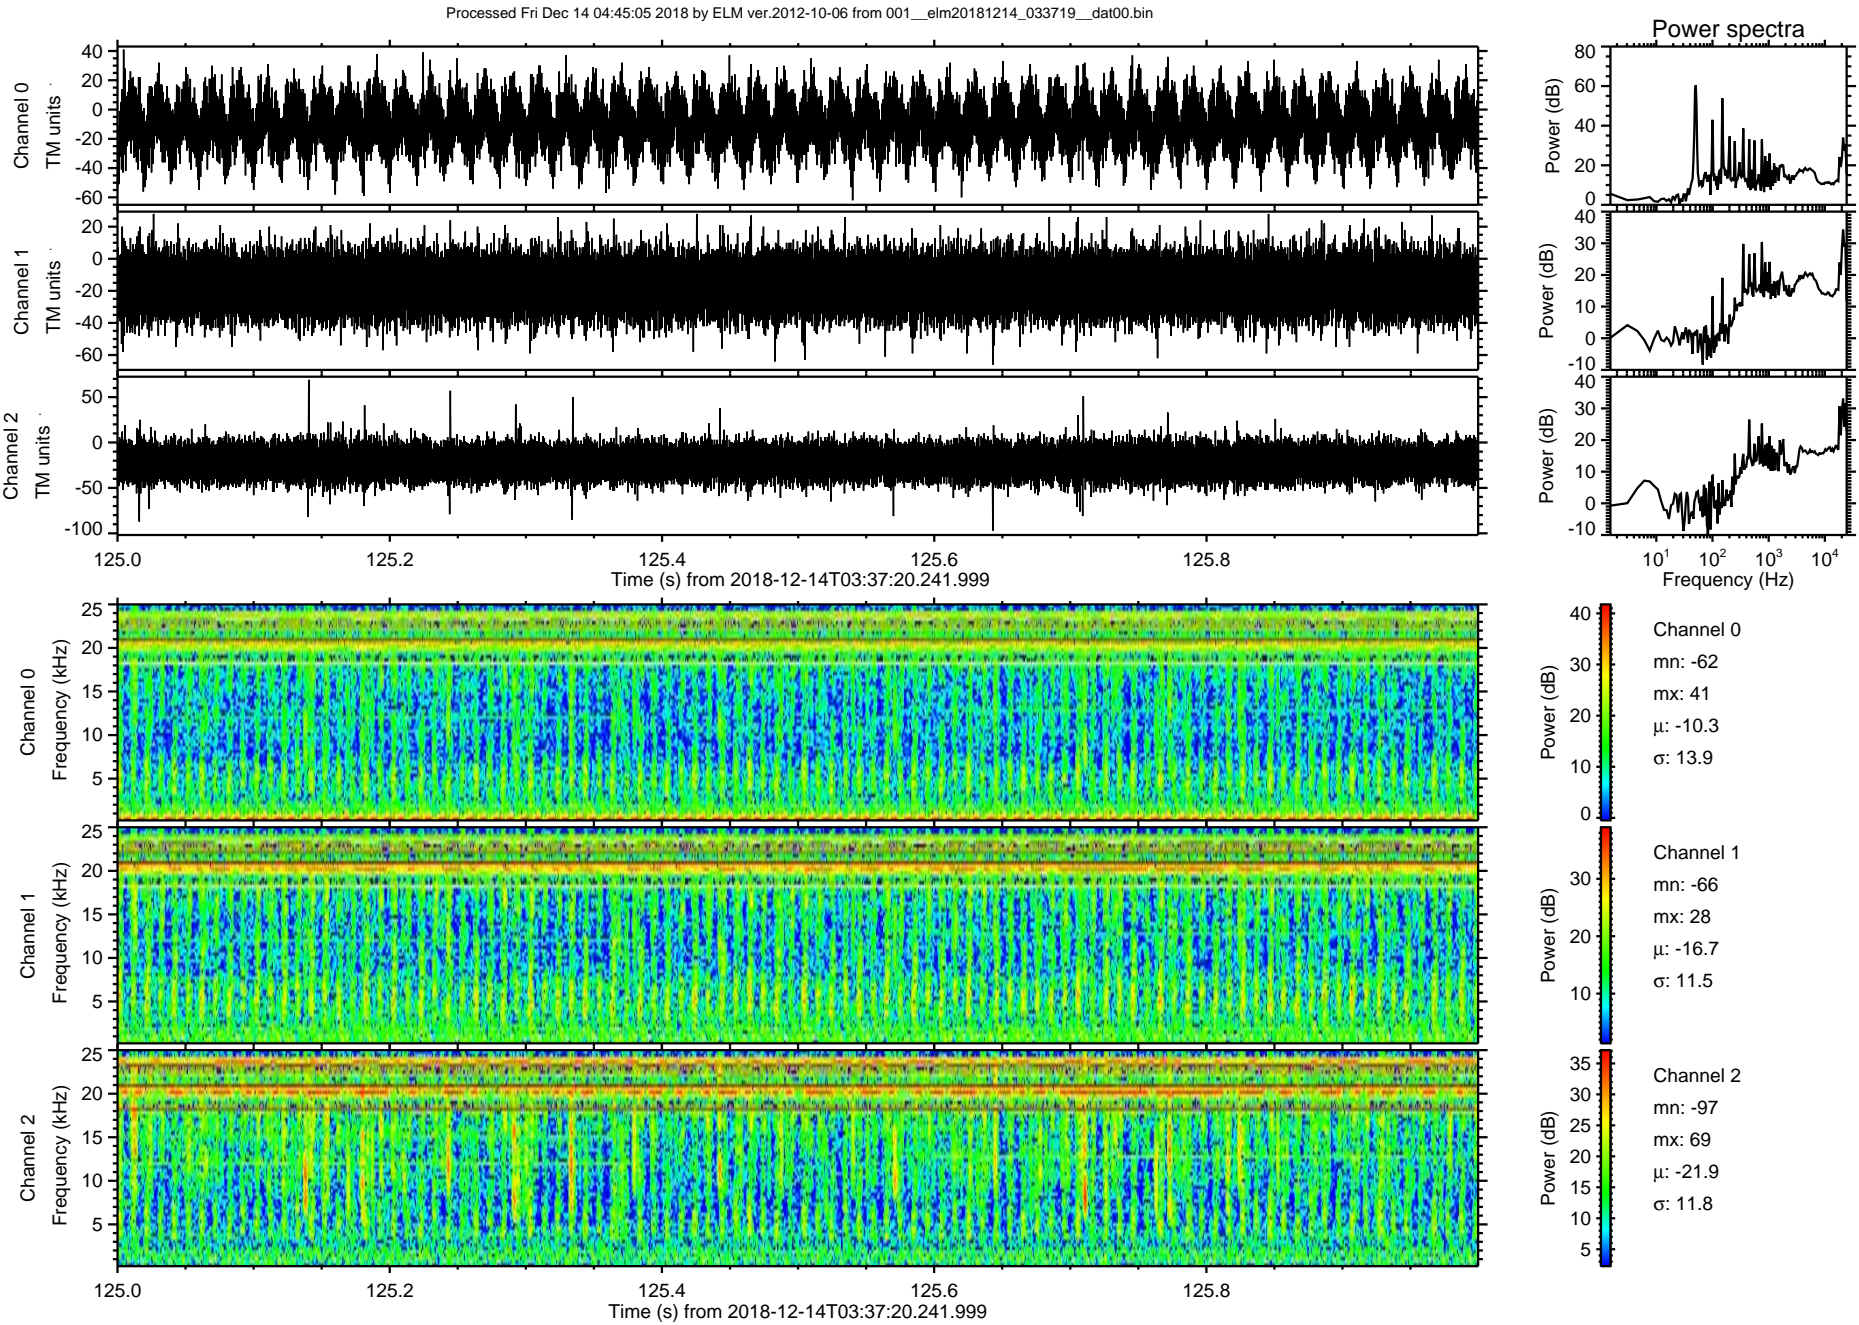 Processed Fri Dec 14 04:45:05 2018 by ELM ver.2012-10-06 from 001__elm20181214_033719__dat00.bin
Power spectra
Channel 0
TM units
40
20
0
-20
-40
-60
Power (dB)
80
60
40
20
0
Channel 1
TM units
20
0
-20
-40
-60
Power (dB)
40
30
20
10
0
-10
Channel 2
TM units
50
0
-50
-100
Power (dB)
40
30
20
10
0
-10
125.0 125.2 125.4 125.6 125.8
Time (s) from 2018-12-14T03:37:20.241.999
10^1 10^2 10^3 10^4
Frequency (Hz)
Channel 0
Frequency (kHz)
25
20
15
10
5
Power (dB)
40
30
20
10
0
Channel 0
mn: -62
mx: 41
μ: -10.3
σ: 13.9
Channel 1
Frequency (kHz)
25
20
15
10
5
Power (dB)
30
20
10
Channel 1
mn: -66
mx: 28
μ: -16.7
σ: 11.5
Channel 2
Frequency (kHz)
25
20
15
10
5
Power (dB)
35
30
25
20
15
10
5
Channel 2
mn: -97
mx: 69
μ: -21.9
σ: 11.8
125.0 125.2 125.4 125.6 125.8
Time (s) from 2018-12-14T03:37:20.241.999